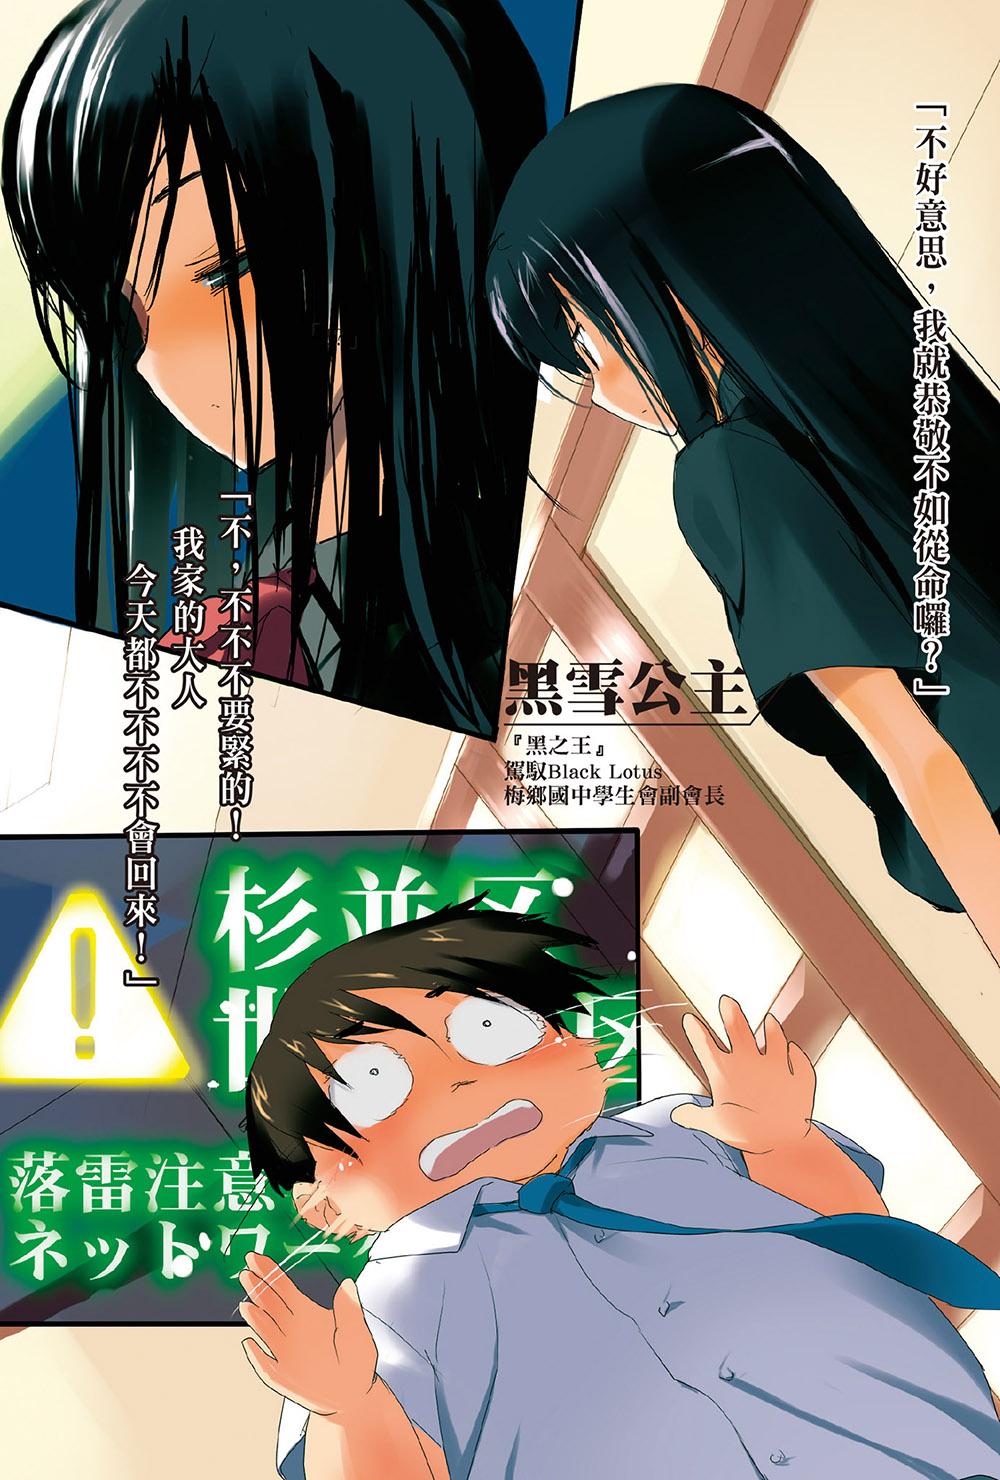 「不好意思，我就恭敬不如從命囉？」
「不，不不不要緊的！
我家的大人
今天都不不不不會回來！」
黑雪公主
『黑之王』
駕馭Black Lotus
梅鄉國中學生會副會長
杉並区
世 区
落雷注意
ネットワーク